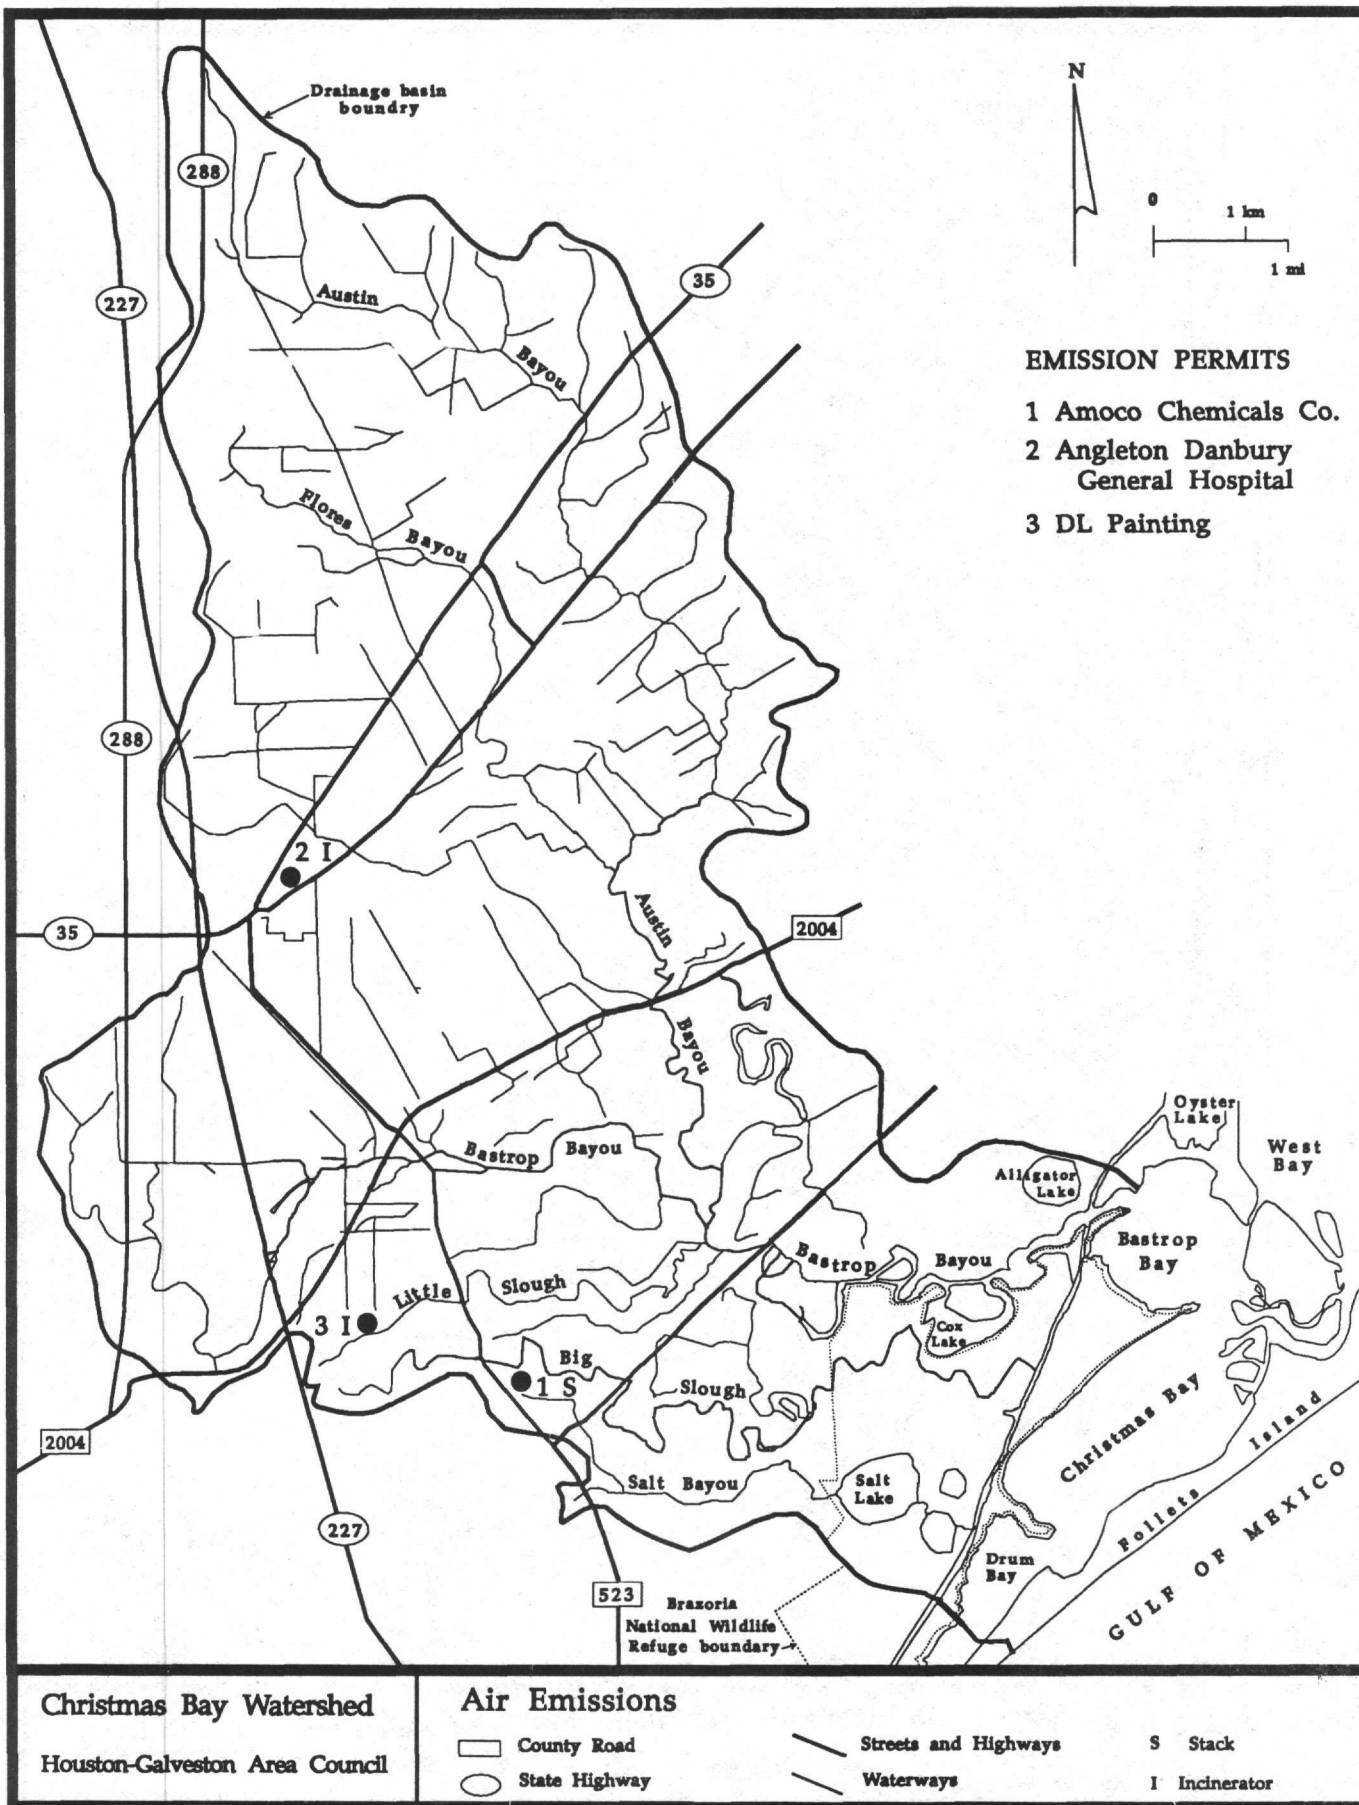 Drainage basin
boundry
N
288
0
1 km
1 mi
35
227
Austin
Bayou
EMISSION PERMITS
1 Amoco Chemicals Co.
2 Angleton Danbury
General Hospital
3 DL Painting
Flores
Bayou
288
2 I
Austin
35
2004
Bayou
Oyster
Lake
West
Bay
Bastrop
Bayou
Alligator
Lake
Bastrop
Bayou
Bastrop
Bay
Little
Slough
3 I
Cox
Lake
Big
1 S
Slough
Christmas Bay
2004
Salt Bayou
Salt
Lake
Follets Island
GULF OF MEXICO
227
Drum
Bay
523
Brazoria
National Wildlife
Refuge boundary
Christmas Bay Watershed
Houston-Galveston Area Council
Air Emissions
County Road
State Highway
Streets and Highways
Waterways
S Stack
I Incinerator